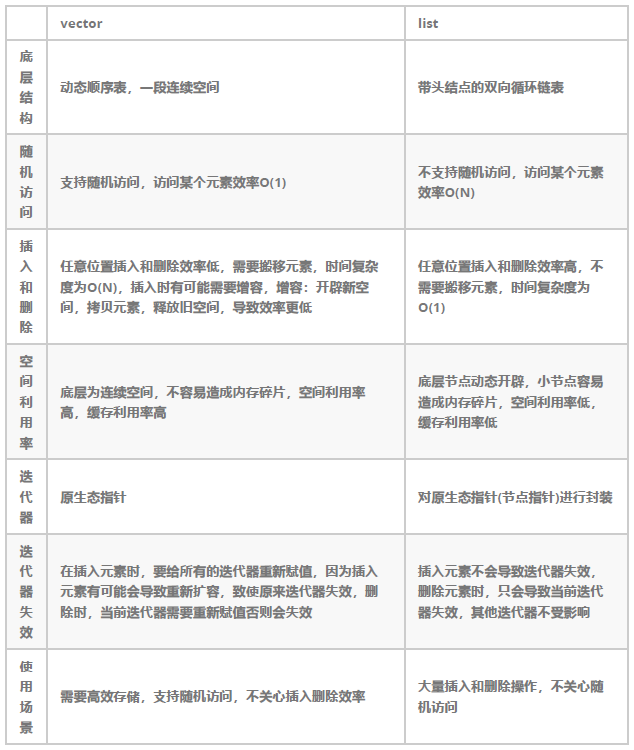 vector
list
底
层
结
构
动态顺序表，一段连续空间
带头结点的双向循环链表
随
机
访
问
支持随机访问，访问某个元素效率O(1)
不支持随机访问，访问某个元素
效率O(N)
插
入
和
删
除
任意位置插入和删除效率低，需要搬移元素，时间复杂
度为O(N)，插入时有可能需要增容，增容：开辟新空
间，拷贝元素，释放旧空间，导致效率更低
任意位置插入和删除效率高，不
需要搬移元素，时间复杂度为
O(1)
空
间
利
用
率
底层为连续空间，不容易造成内存碎片，空间利用率
高，缓存利用率高
底层节点动态开辟，小节点容易
造成内存碎片，空间利用率低，
缓存利用率低
迭
代
器
原生态指针
对原生态指针(节点指针)进行封装
迭
代
器
失
效
在插入元素时，要给所有的迭代器重新赋值，因为插入
元素有可能会导致重新扩容，致使原来迭代器失效，删
除时，当前迭代器需要重新赋值否则会失效
插入元素不会导致迭代器失效，
删除元素时，只会导致当前迭代
器失效，其他迭代器不受影响
使
用
场
景
需要高效存储，支持随机访问，不关心插入删除效率
大量插入和删除操作，不关心随
机访问